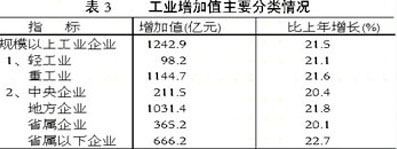 表 3 工业增加值主要分类情况
指 标 增加值(亿元) 比上年增长(%)
规模以上工业企业 1242.9 21.5
1、轻工业 98.2 21.1
重工业 1144.7 21.6
2、中央企业 211.5 20.4
地方企业 1031.4 21.8
省属企业 365.2 20.1
省属以下企业 666.2 22.7